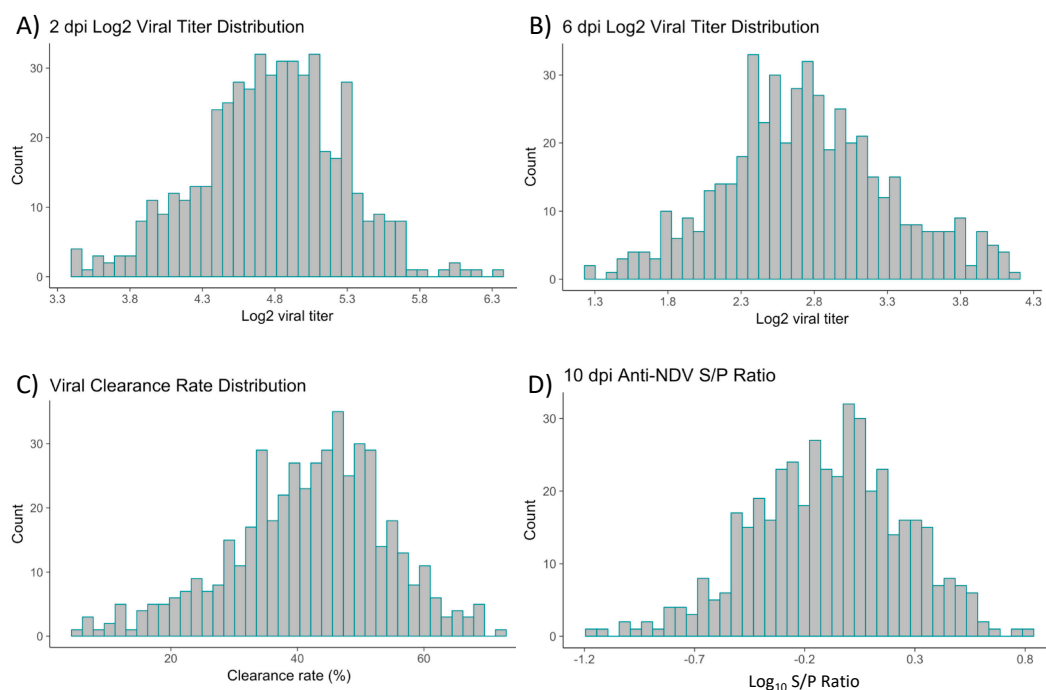 A) 2 dpi Log2 Viral Titer Distribution
Count
30
20
10
0
3.3 3.8 4.3 4.8 5.3 5.8 6.3
Log2 viral titer
B) 6 dpi Log2 Viral Titer Distribution
Count
30
20
10
0
1.3 1.8 2.3 2.8 3.3 3.8 4.3
Log2 viral titer
C) Viral Clearance Rate Distribution
Count
30
20
10
0
20 40 60
Clearance rate (%)
D) 10 dpi Anti-NDV S/P Ratio
Count
30
20
10
0
-1.2 -0.7 -0.2 0.3 0.8
Log₁₀ S/P Ratio